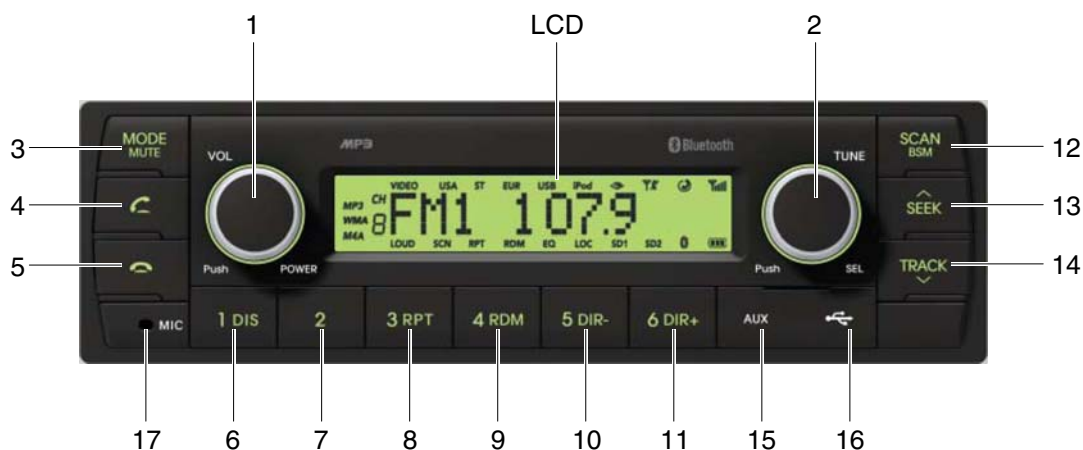 1 LCD 2
3 MODE MUTE VOL MP3 Bluetooth TUNE SCAN BSM 12
VIDEO USA ST EUR USB iPod
4 MP3 WMA M4A CH 8 FM1 107.9 SEEK 13
LOUD SCN RPT RDM EQ LOC SD1 SD2
5 Push POWER Push SEL TRACK 14
MIC 1 DIS 2 3 RPT 4 RDM 5 DIR- 6 DIR+ AUX
17 6 7 8 9 10 11 15 16